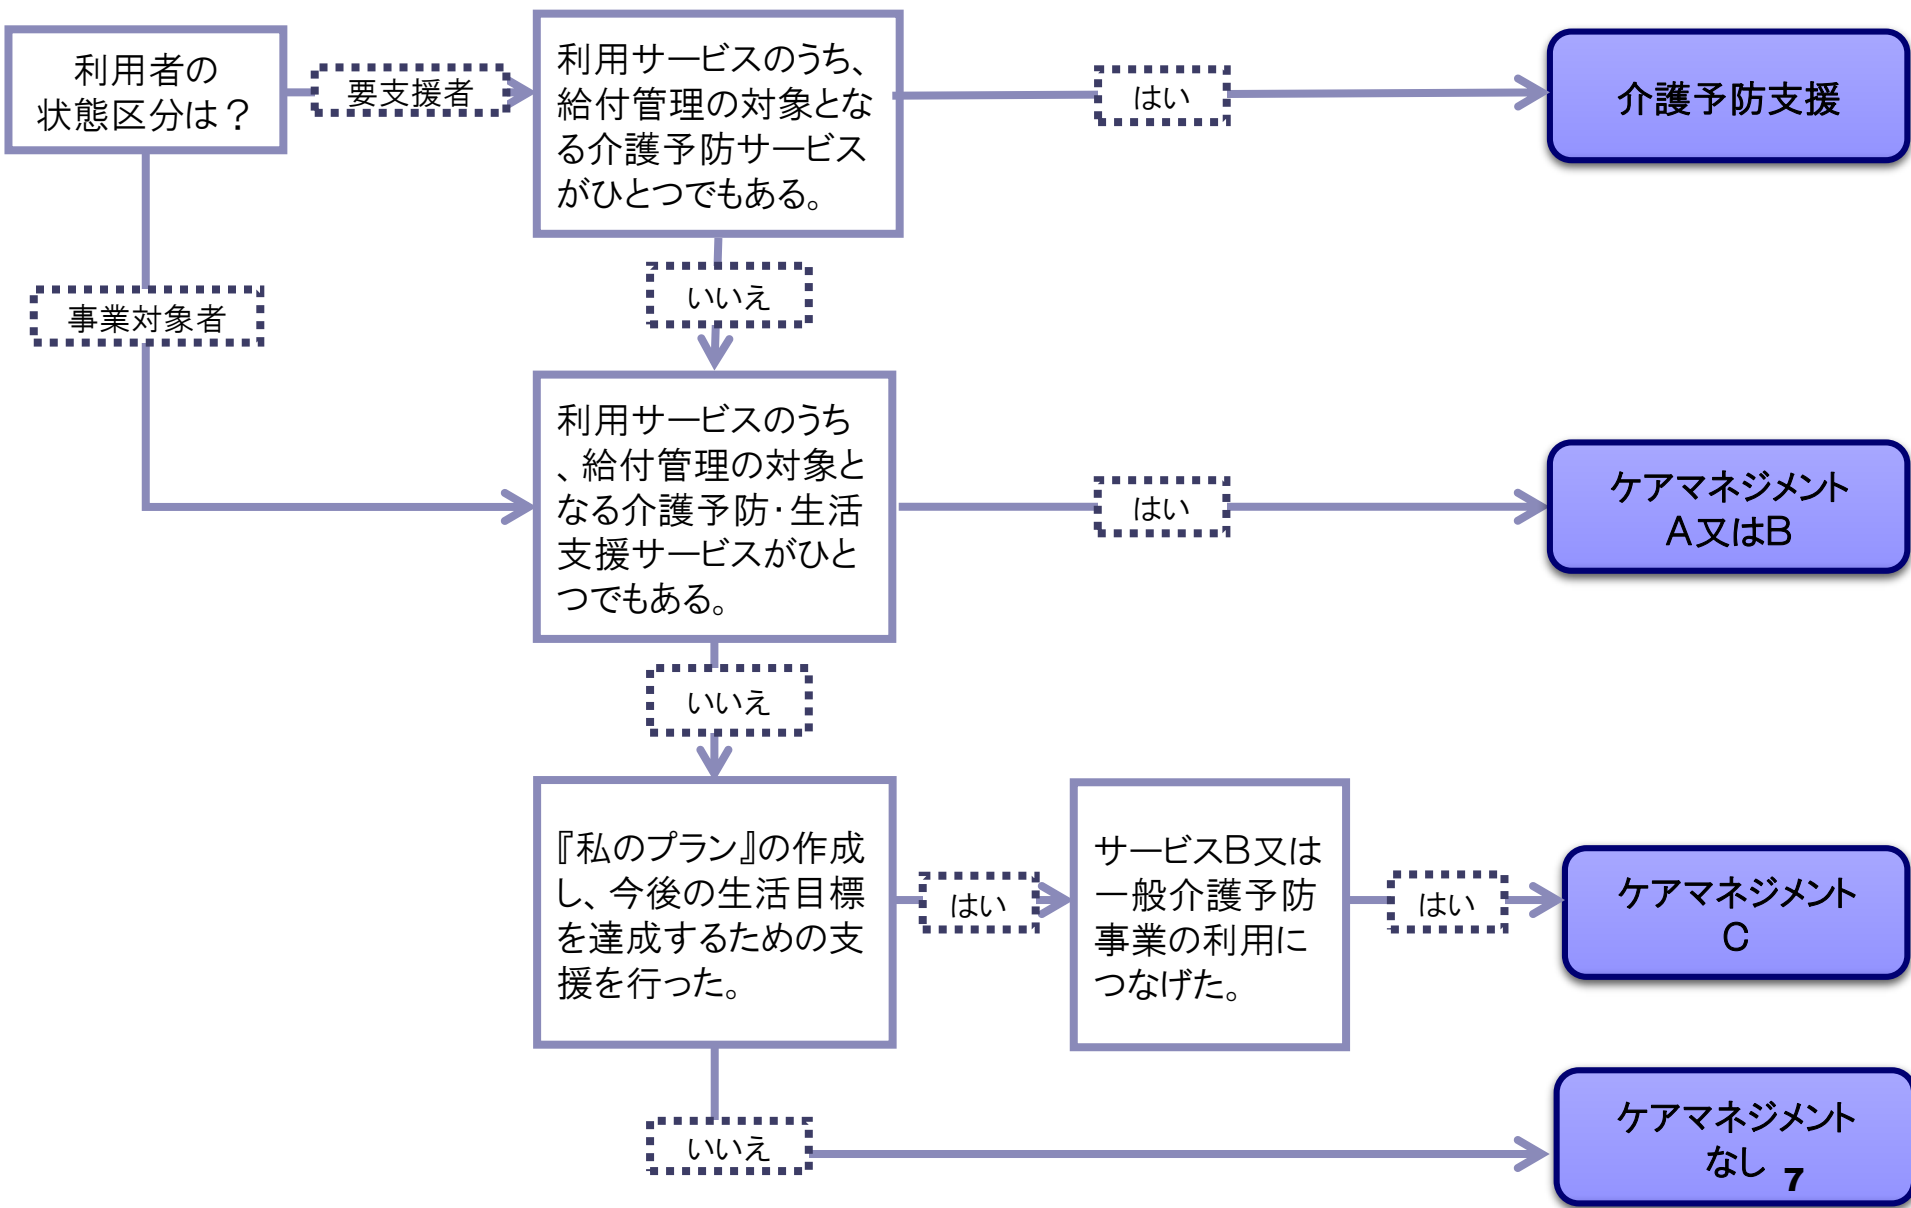 利用者の
状態区分は？
要支援者
利用サービスのうち、
給付管理の対象とな
る介護予防サービス
がひとつでもある。
はい
介護予防支援
いいえ
事業対象者
利用サービスのうち
、給付管理の対象と
なる介護予防・生活
支援サービスがひと
つでもある。
はい
ケアマネジメント
A又はB
いいえ
『私のプラン』の作成
し、今後の生活目標
を達成するための支
援を行った。
はい
サービスB又は
一般介護予防
事業の利用に
つなげた。
はい
ケアマネジメント
C
いいえ
ケアマネジメント
なし
7